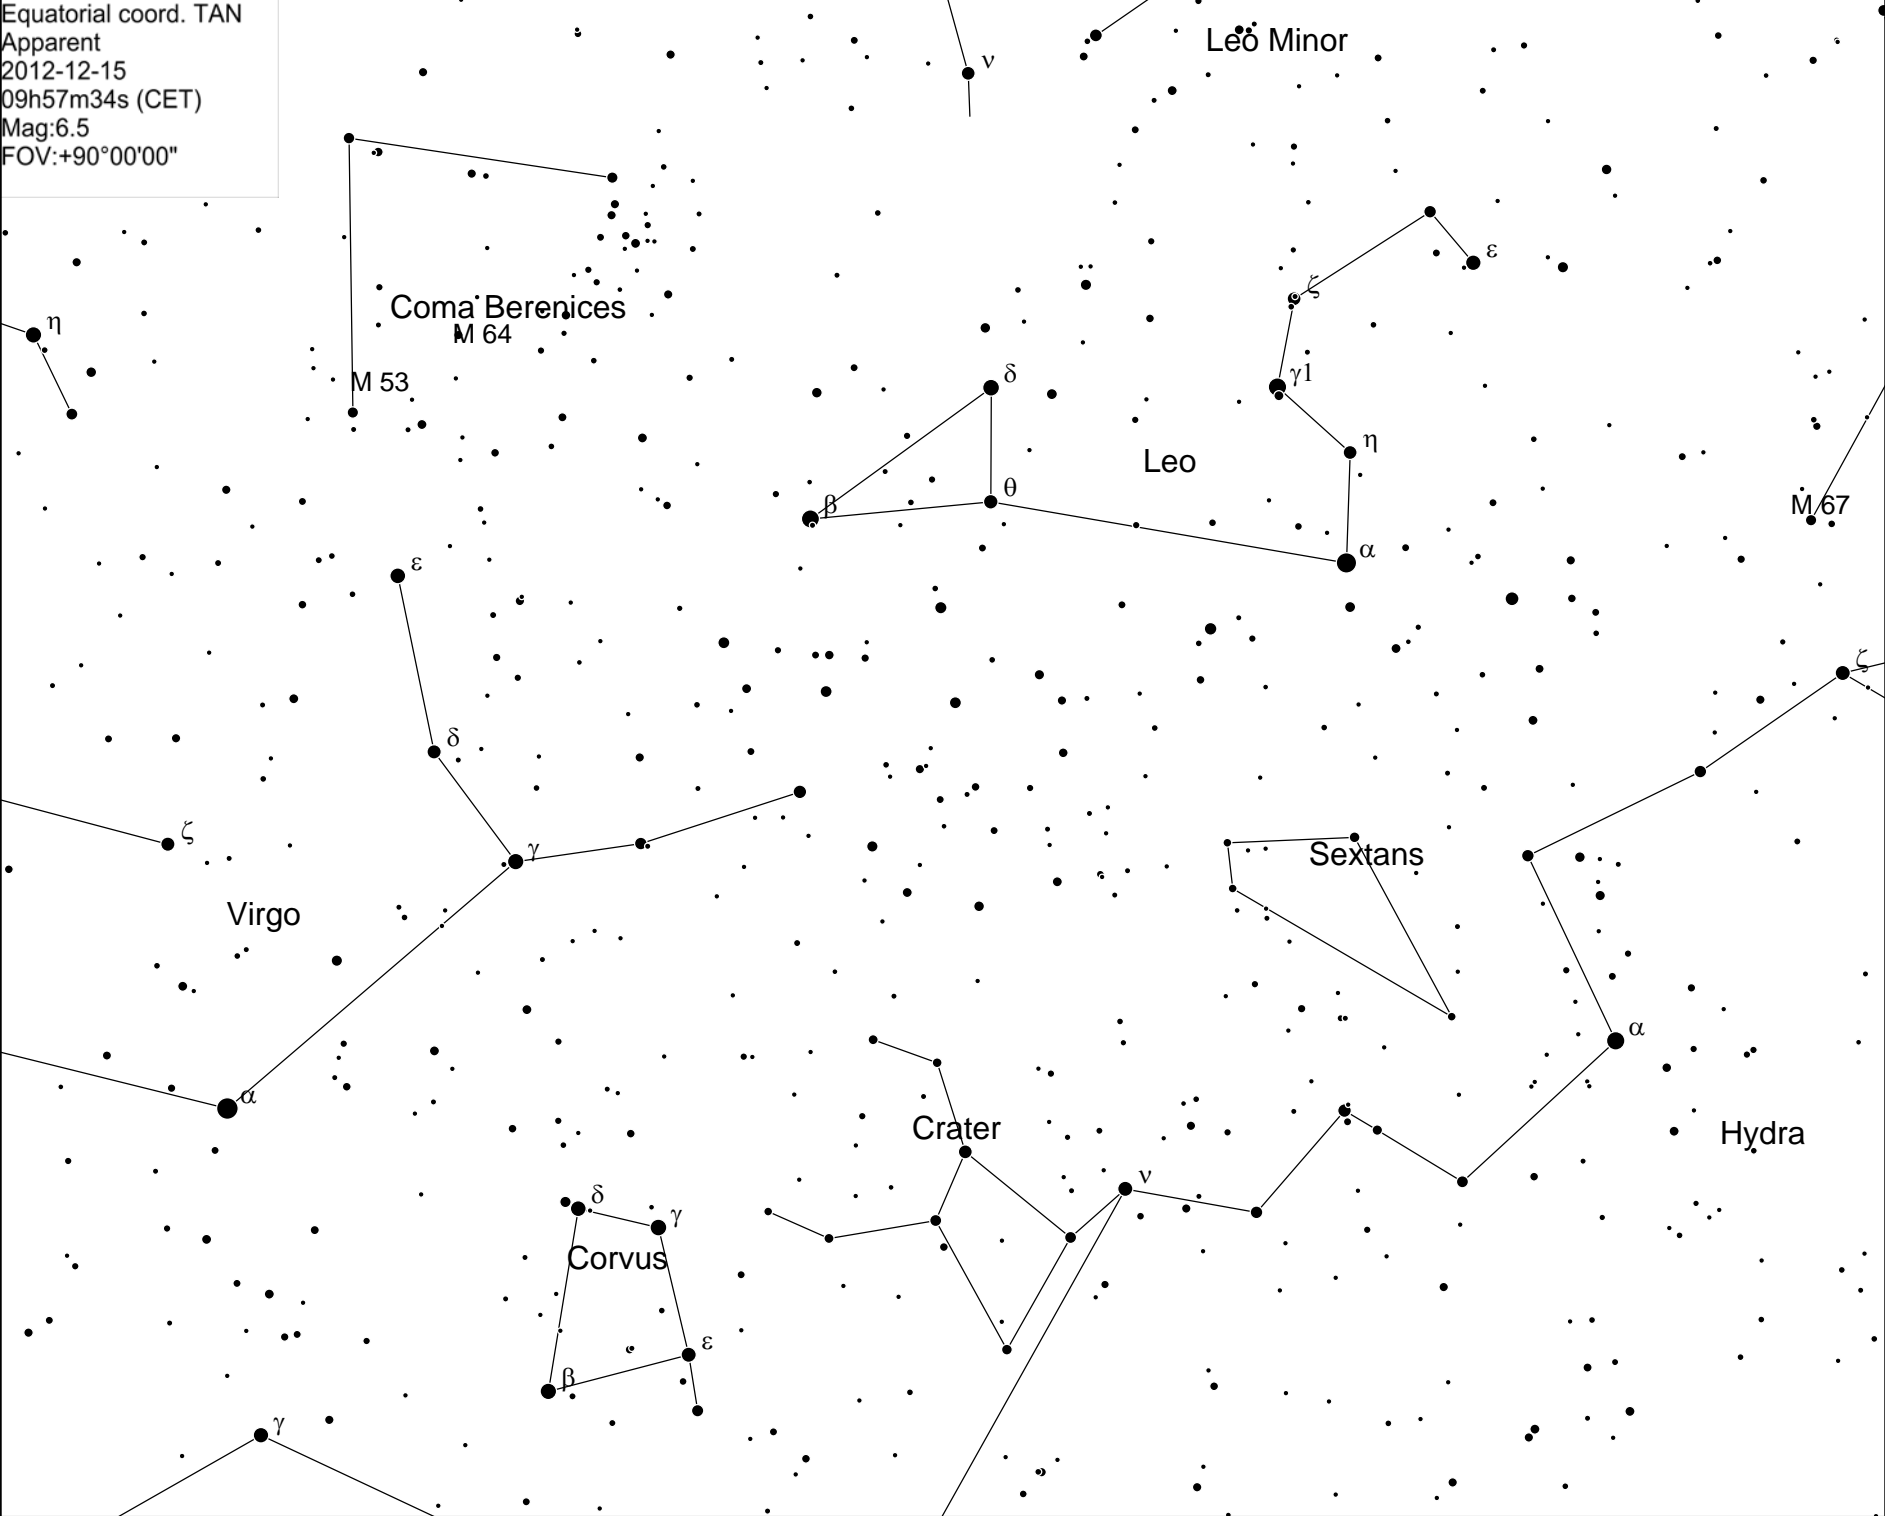 Equatorial coord. TAN
Apparent
2012-12-15
09h57m34s (CET)
Mag:6.5
FOV:+90°00'00"
Leo Minor
ν
ε
ζ
Coma Berenices
η
M 64
γ1
δ
M 53
η
Leo
θ
β
M 67
α
ε
ζ
δ
ζ
γ
Sextans
Virgo
α
α
Crater
Hydra
ν
δ
γ
Corvus
ε
β
γ